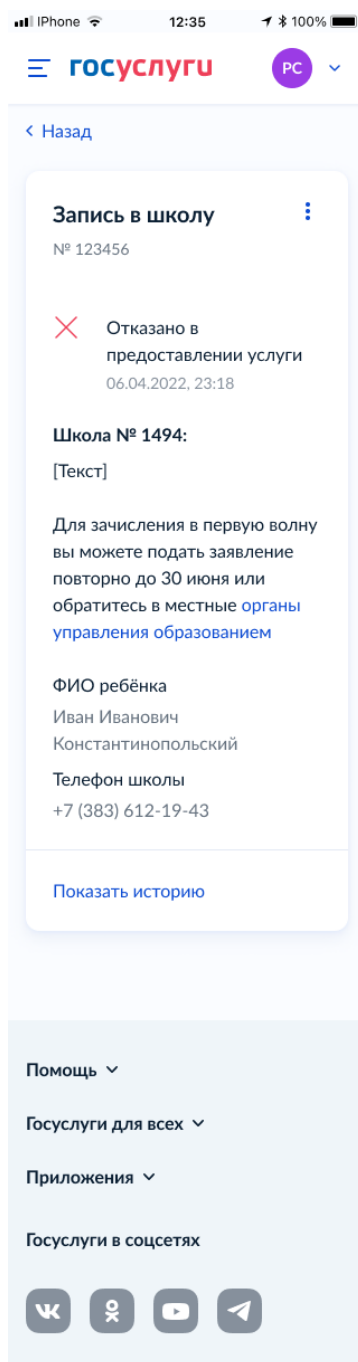 iPhone 12:35 100%
госуслуги РС
Назад
Запись в школу
№ 123456
Отказано в
предоставлении услуги
06.04.2022, 23:18
Школа № 1494:
[Текст]
Для зачисления в первую волну
вы можете подать заявление
повторно до 30 июня или
обратитесь в местные органы
управления образованием
ФИО ребёнка
Иван Иванович
Константинопольский
Телефон школы
+7 (383) 612-19-43
Показать историю
Помощь
Госуслуги для всех
Приложения
Госуслуги в соцсетях